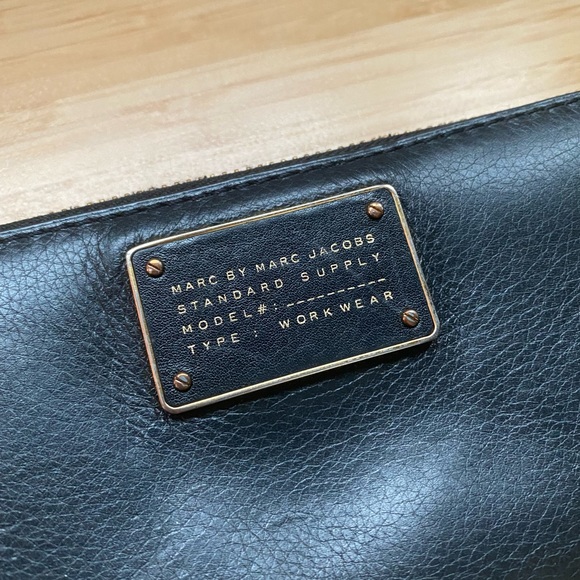 MARC BY MARC JACOBS
STANDARD SUPPLY
MODEL#:__________
TYPE: WORKWEAR